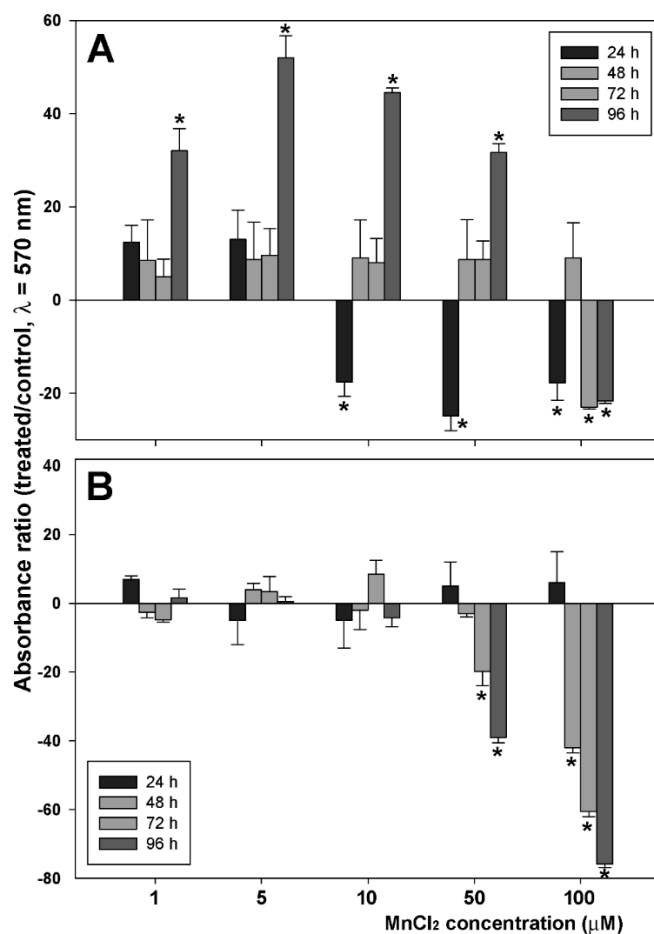 Absorbance ratio (treated/control, λ = 570 nm)
A
60
40
20
0
-20
24 h
48 h
72 h
96 h
*
*
*
*
*
*
*
*
*
B
40
20
0
-20
-40
-60
-80
24 h
48 h
72 h
96 h
*
*
*
*
*
1
5
10
50
100
MnCl₂ concentration (μM)